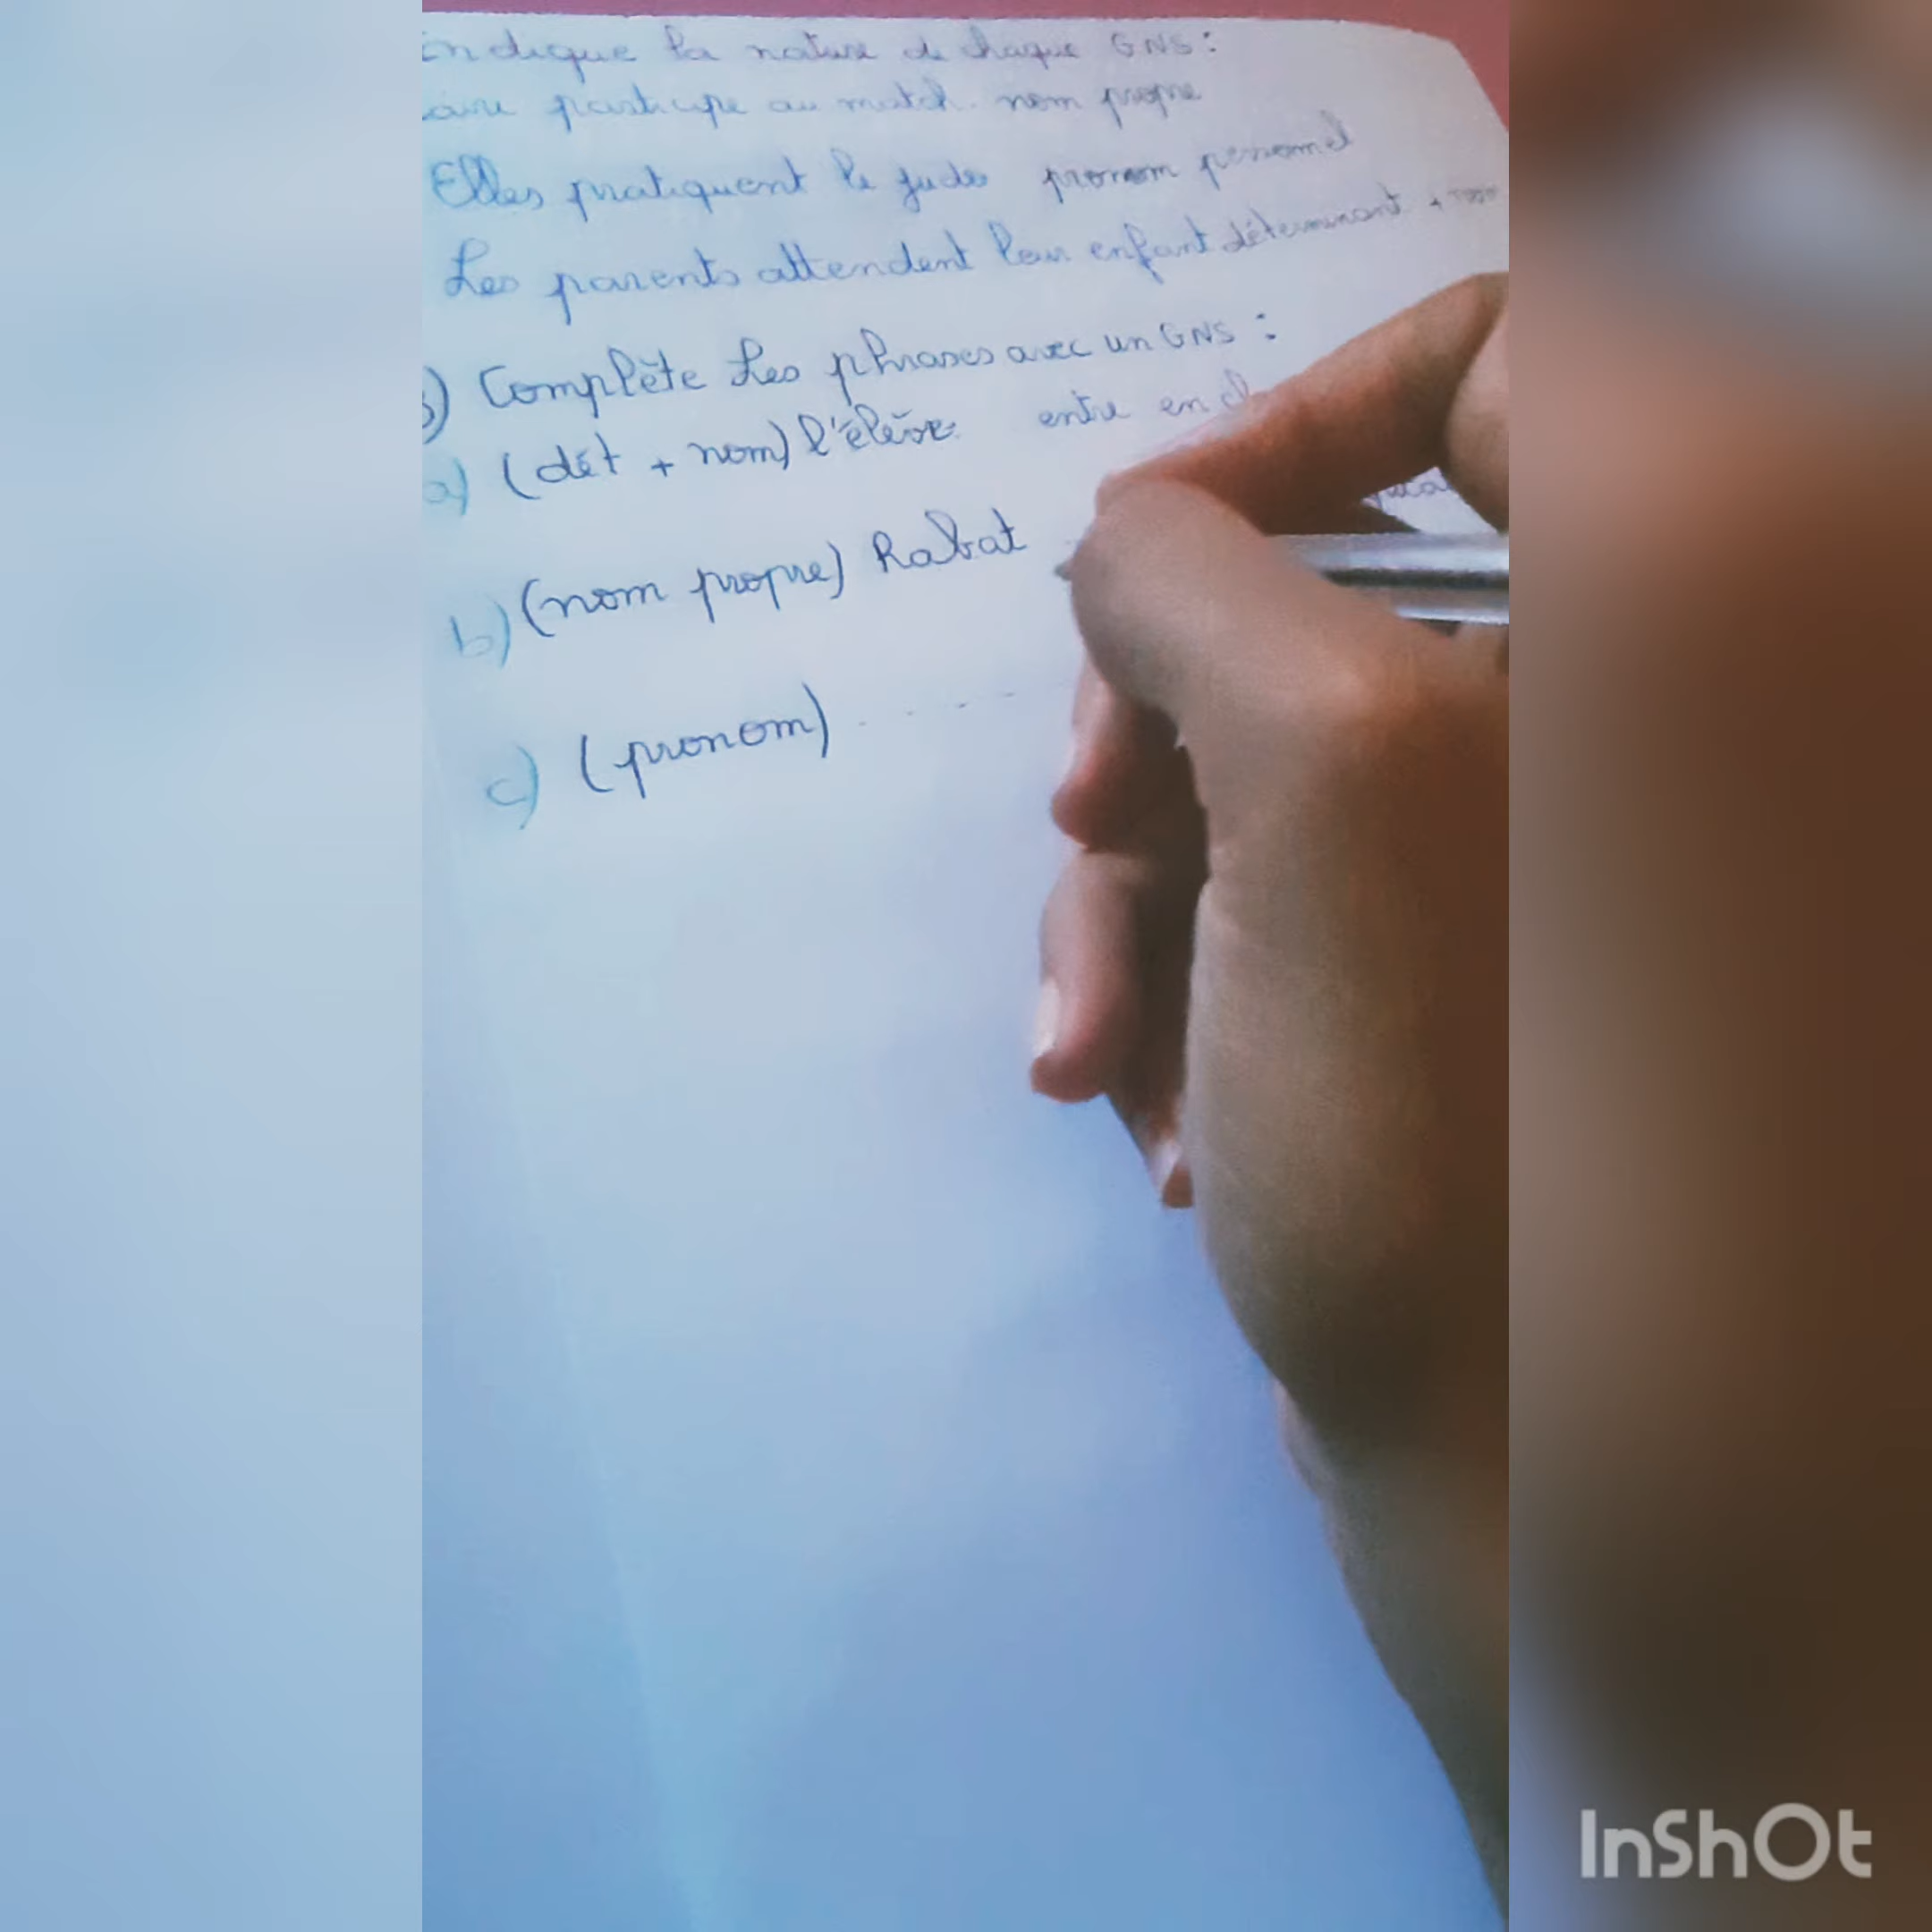 indique la nature de chaque GNS :
participe au match. nom propre
Elles pratiquent le judo pronom personnel
Les parents attendent leur enfant déterminant + nom
) Complète Les phrases avec un GNS :
a) (dét + nom) l'élève. entre en
b) (nom propre) Rabat
c) (pronom) . . . . .
InShOt